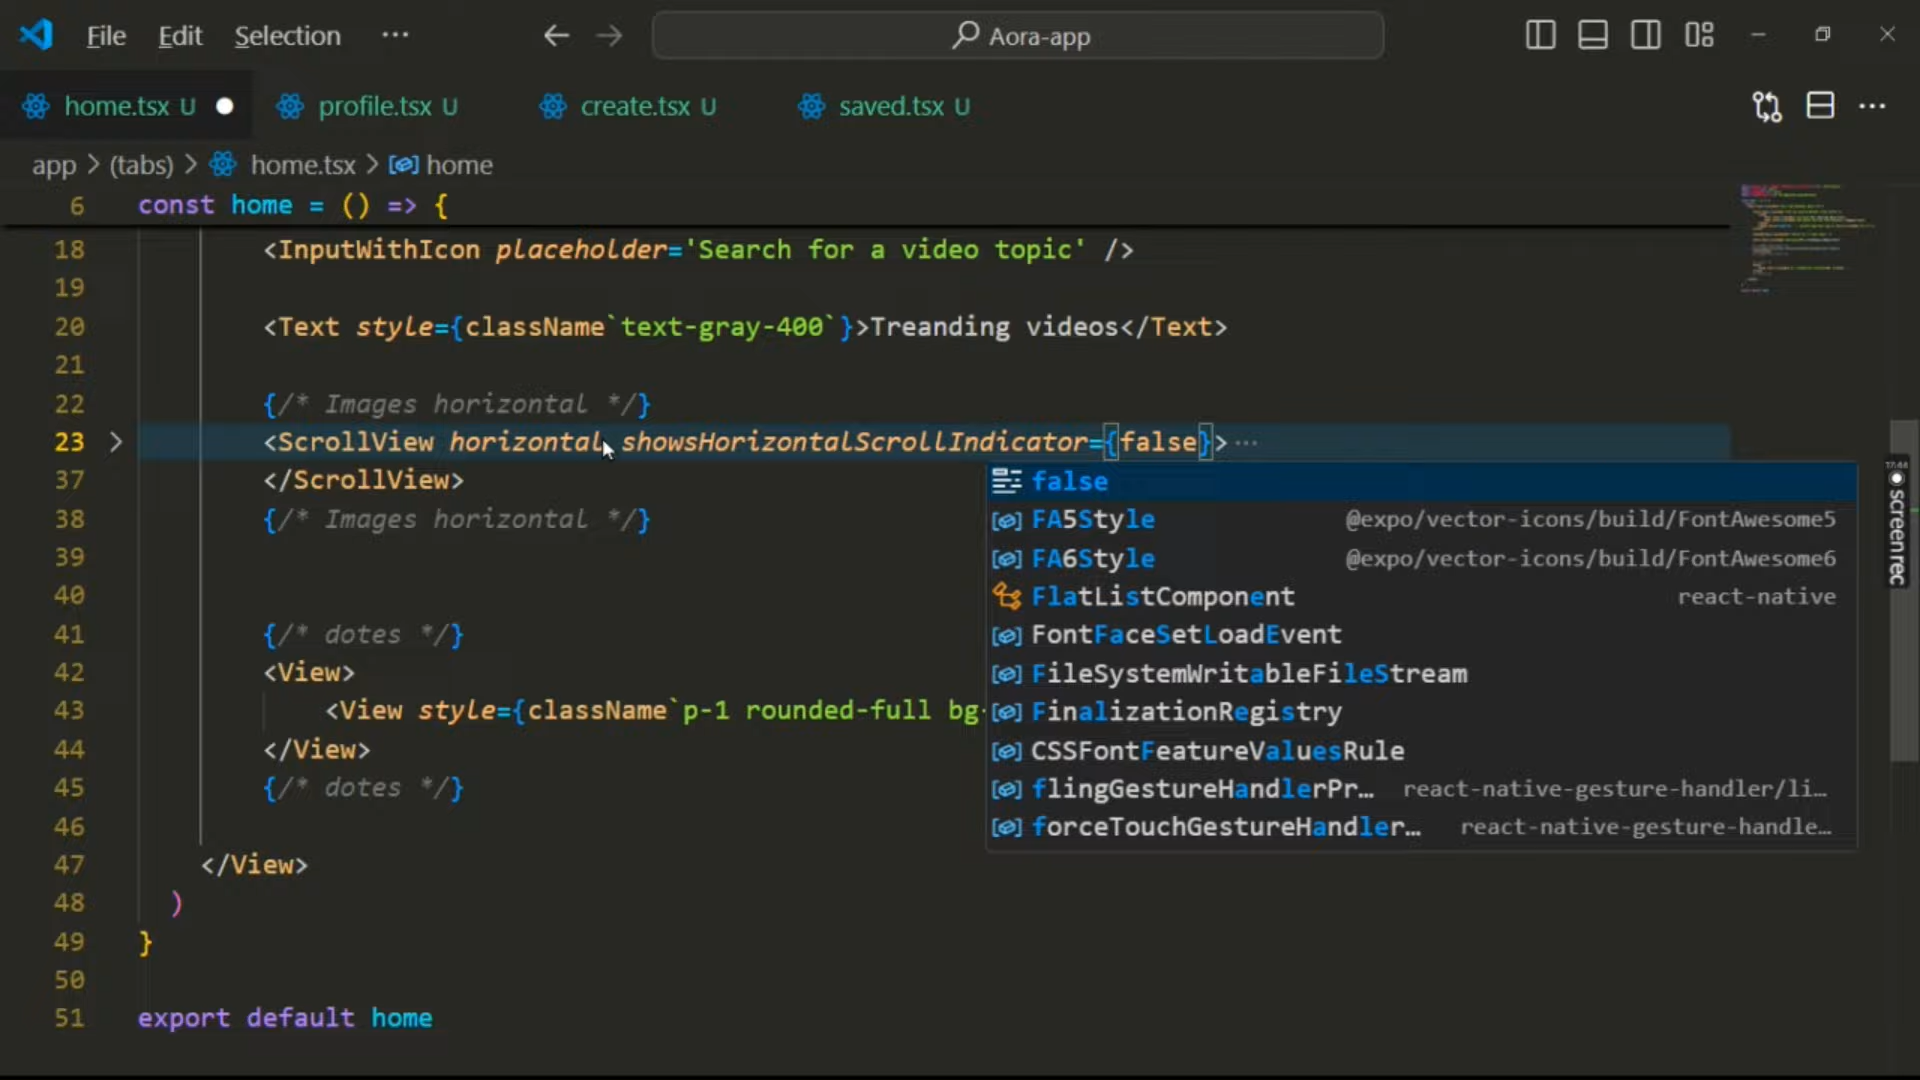 File Edit Selection ··· Aora-app
home.tsx U profile.tsx U create.tsx U saved.tsx U
app > (tabs) > home.tsx > home
6 const home = () => {
18 <InputWithIcon placeholder='Search for a video topic' />
19
20 <Text style={className`text-gray-400`}>Treanding videos</Text>
21
22 {/* Images horizontal */}
23 <ScrollView horizontal showsHorizontalScrollIndicator={false}> ···
37 </ScrollView>
38 {/* Images horizontal */}
39
40
41 {/* dotes */}
42 <View>
43 <View style={className`p-1 rounded-full bg-
44 </View>
45 {/* dotes */}
46
47 </View>
48 )
49 }
50
51 export default home
false
FA5Style @expo/vector-icons/build/FontAwesome5
FA6Style @expo/vector-icons/build/FontAwesome6
FlatListComponent react-native
FontFaceSetLoadEvent
FileSystemWritableFileStream
FinalizationRegistry
CSSFontFeatureValuesRule
flingGestureHandlerPr… react-native-gesture-handler/li…
forceTouchGestureHandler… react-native-gesture-handle…
screen rec